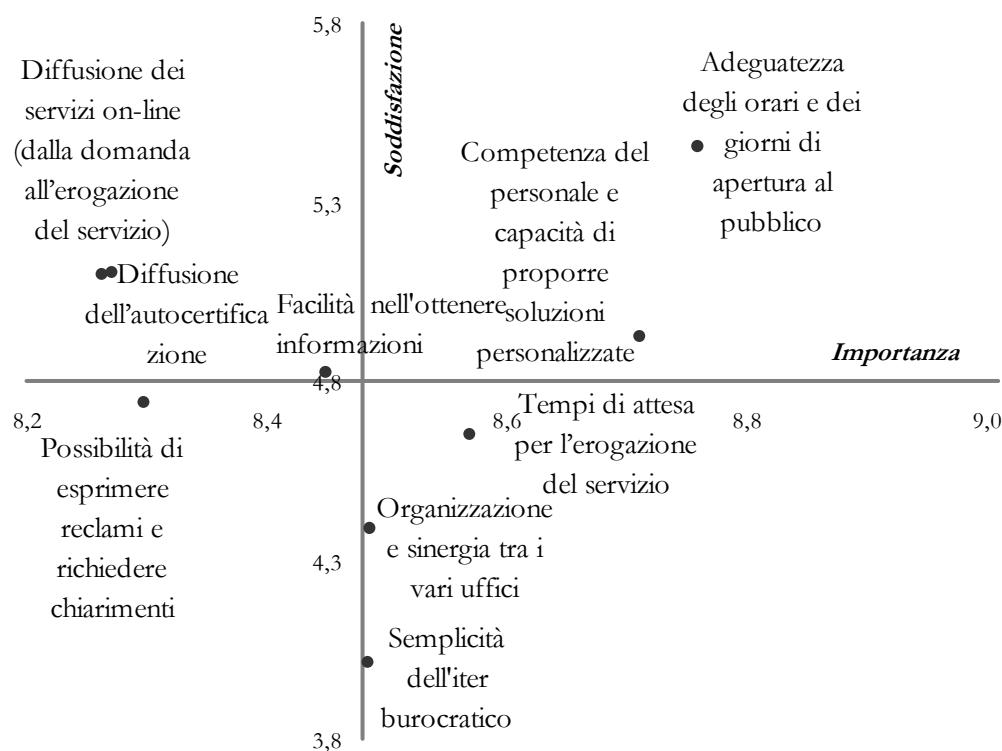 5,8
Soddisfazione
Diffusione dei
servizi on-line
(dalla domanda
all'erogazione
del servizio)
Adeguatezza
degli orari e dei
giorni di
apertura al
pubblico
Competenza del
personale e
capacità di
proporre
soluzioni
personalizzate
5,3
Diffusione
dell'autocertifica
zione
Facilità nell'ottenere
informazioni
Importanza
4,8
8,2
8,4
8,6
8,8
9,0
Possibilità di
esprimere
reclami e
richiedere
chiarimenti
Tempi di attesa
per l'erogazione
del servizio
Organizzazione
e sinergia tra i
vari uffici
4,3
Semplicità
dell'iter
burocratico
3,8